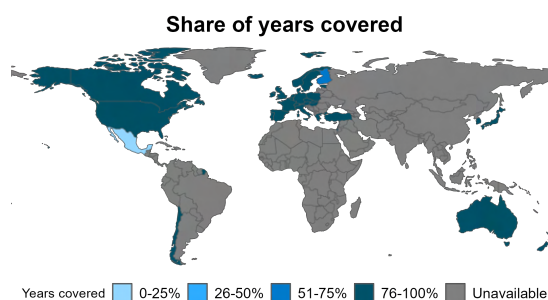 Share of years covered
Years covered 0-25% 26-50% 51-75% 76-100% Unavailable